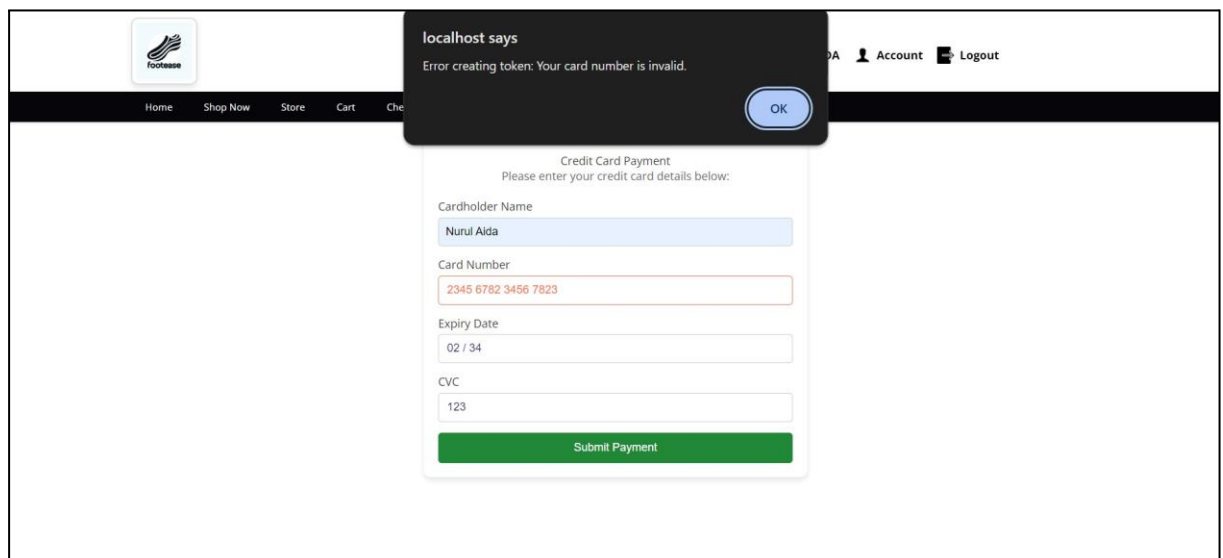 footease
localhost says
Error creating token: Your card number is invalid.
OK
Account
Logout
Home Shop Now Store Cart
Credit Card Payment
Please enter your credit card details below:
Cardholder Name
Nurul Aida
Card Number
2345 6782 3456 7823
Expiry Date
02 / 34
CVC
123
Submit Payment